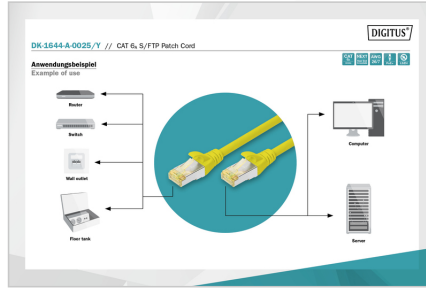 DIGITUS®
DK-1644-A-0025/Y // CAT 6A S/FTP Patch Cord
Anwendungsbeispiel
Example of use
Router
Switch
Wall outlet
Floor tank
Computer
Server